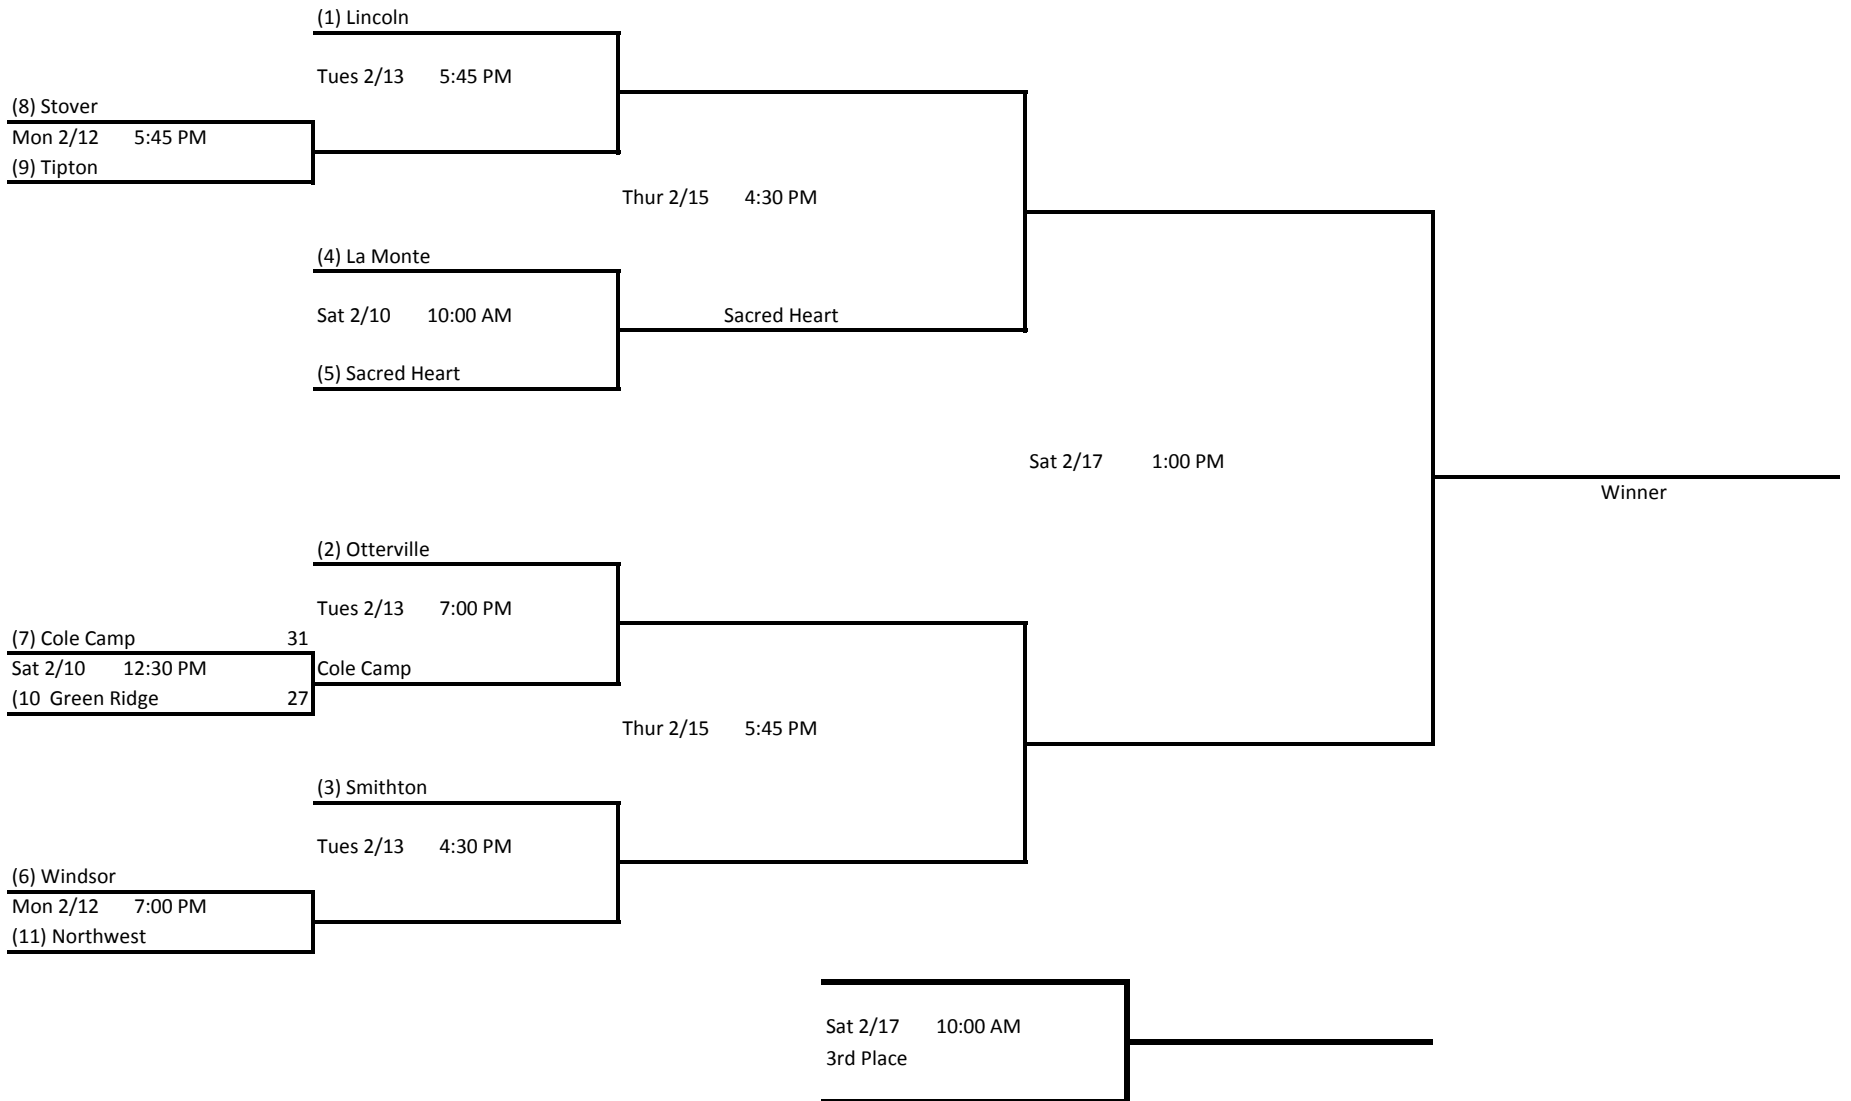 (1) Lincoln
Tues 2/13 5:45 PM
(8) Stover
Mon 2/12 5:45 PM
(9) Tipton
Thur 2/15 4:30 PM
(4) La Monte
Sat 2/10 10:00 AM
Sacred Heart
(5) Sacred Heart
Sat 2/17 1:00 PM
Winner
(2) Otterville
Tues 2/13 7:00 PM
(7) Cole Camp 31
Sat 2/10 12:30 PM
Cole Camp
(10 Green Ridge 27
Thur 2/15 5:45 PM
(3) Smithton
Tues 2/13 4:30 PM
(6) Windsor
Mon 2/12 7:00 PM
(11) Northwest
Sat 2/17 10:00 AM
3rd Place